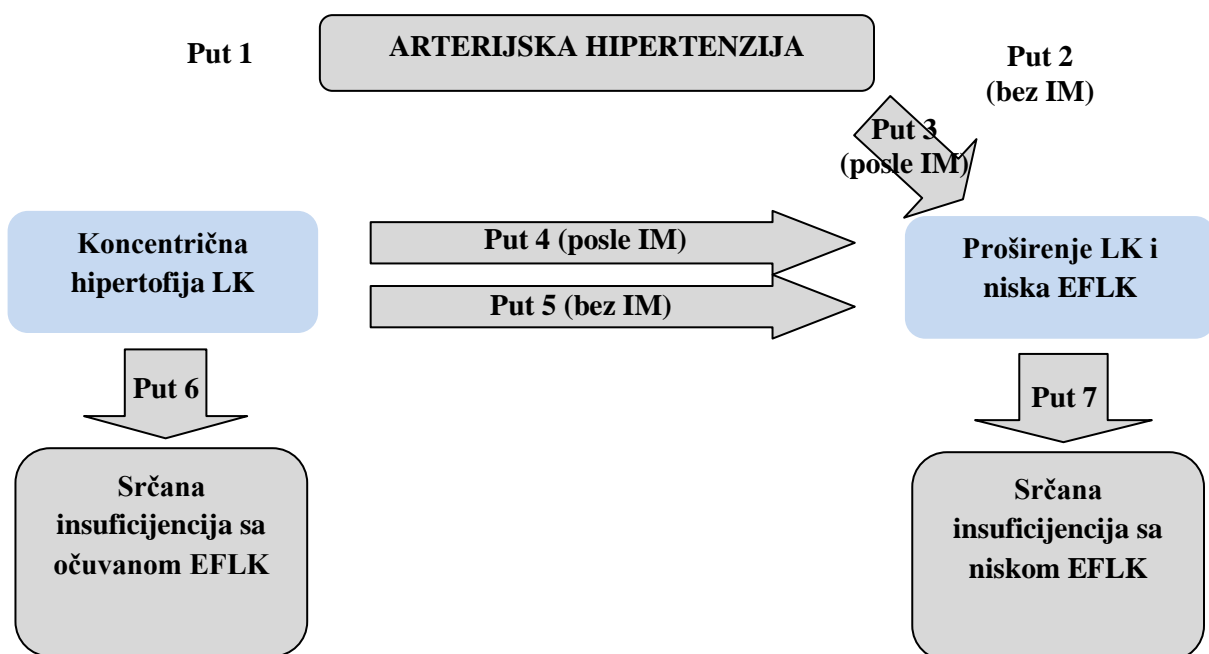 Put 1
ARTERIJSKA HIPERTENZIJA
Put 2
(bez IM)
Put 3
(posle IM)
Koncentrična
hipertofija LK
Put 4 (posle IM)
Put 5 (bez IM)
Proširenje LK i
niska EFLK
Put 6
Put 7
Srčana
insuficijencija sa
očuvanom EFLK
Srčana
insuficijencija sa
niskom EFLK